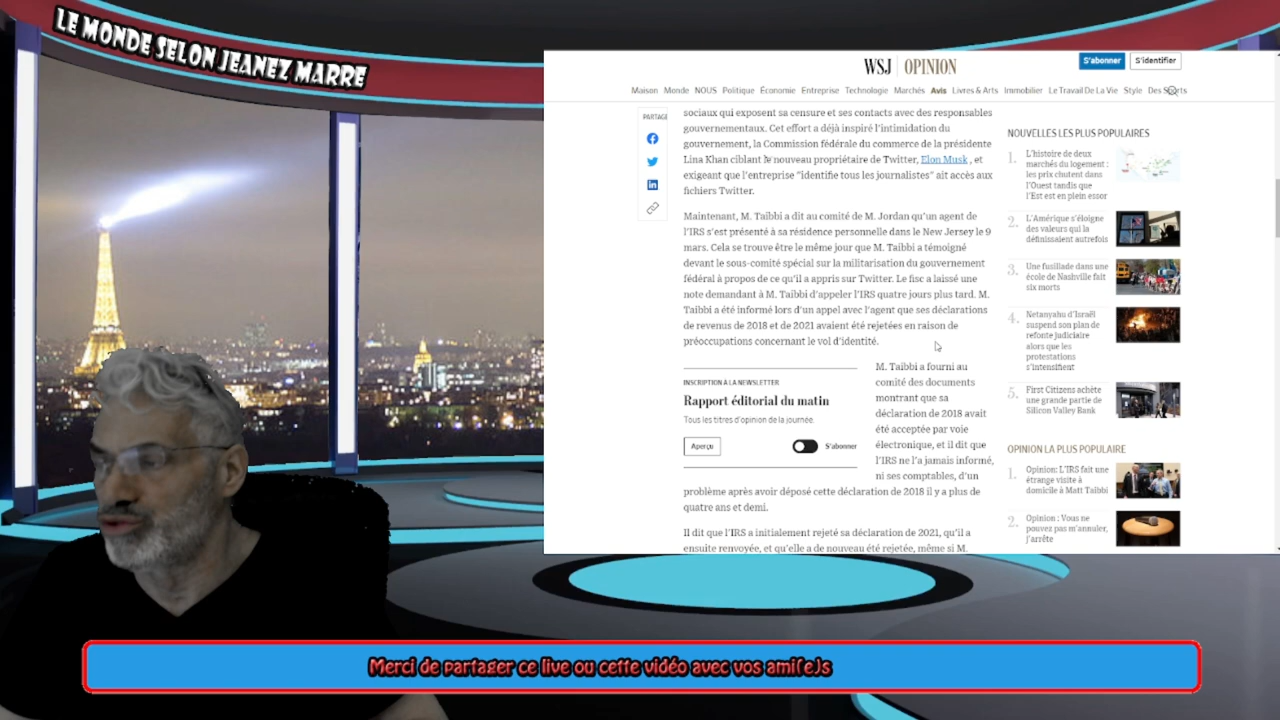 LE MONDE SELON JEANEZ MARRE
WSJ OPINION
S'abonner
S'identifier
Maison Monde NOUS Politique Économie Entreprise Technologie Marchés Avis Livres & Arts Immobilier Le Travail De La Vie Style Des Sports
PARTAGE
sociaux qui exposent sa censure et ses contacts avec des responsables
gouvernementaux. Cet effort a déjà inspiré l'intimidation du
gouvernement, la Commission fédérale du commerce de la présidente
Lina Khan ciblant le nouveau propriétaire de Twitter, Elon Musk , et
exigeant que l'entreprise "identifie tous les journalistes" ait accès aux
fichiers Twitter.
Maintenant, M. Taibbi a dit au comité de M. Jordan qu'un agent de
l'IRS s'est présenté à sa résidence personnelle dans le New Jersey le 9
mars. Cela se trouve être le même jour que M. Taibbi a témoigné
devant le sous-comité spécial sur la militarisation du gouvernement
fédéral à propos de ce qu'il a appris sur Twitter. Le fisc a laissé une
note demandant à M. Taibbi d'appeler l'IRS quatre jours plus tard. M.
Taibbi a été informé lors d'un appel avec l'agent que ses déclarations
de revenus de 2018 et de 2021 avaient été rejetées en raison de
préoccupations concernant le vol d'identité.
INSCRIPTION À LA NEWSLETTER
Rapport éditorial du matin
Tous les titres d'opinion de la journée.
Aperçu
S'abonner
M. Taibbi a fourni au
comité des documents
montrant que sa
déclaration de 2018 avait
été acceptée par voie
électronique, et il dit que
l'IRS ne l'a jamais informé,
ni ses comptables, d'un
problème après avoir déposé cette déclaration de 2018 il y a plus de
quatre ans et demi.
Il dit que l'IRS a initialement rejeté sa déclaration de 2021, qu'il a
ensuite renvoyée, et qu'elle a de nouveau été rejetée, même si M.
NOUVELLES LES PLUS POPULAIRES
1. L'histoire de deux
marchés du logement :
les prix chutent dans
l'Ouest tandis que
l'Est est en plein essor
2. L'Amérique s'éloigne
des valeurs qui la
définissaient autrefois
3. Une fusillade dans une
école de Nashville fait
six morts
4. Netanyahu d'Israël
suspend son plan de
refonte judiciaire
alors que les
protestations
s'intensifient
5. First Citizens achète
une grande partie de
Silicon Valley Bank
OPINION LA PLUS POPULAIRE
1. Opinion: L'IRS fait une
étrange visite à
domicile à Matt Taibbi
2. Opinion : Vous ne
pouvez pas m'annuler,
j'arrête
Merci de partager ce live ou cette vidéo avec vos ami(e)s